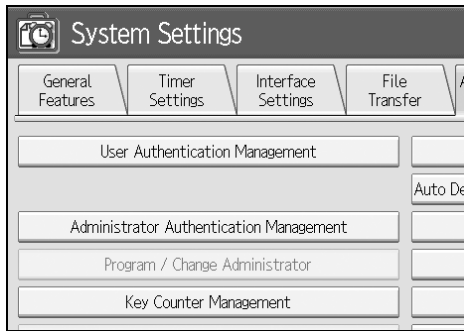 System Settings
General Features
Timer Settings
Interface Settings
File Transfer
User Authentication Management
Auto De
Administrator Authentication Management
Program / Change Administrator
Key Counter Management